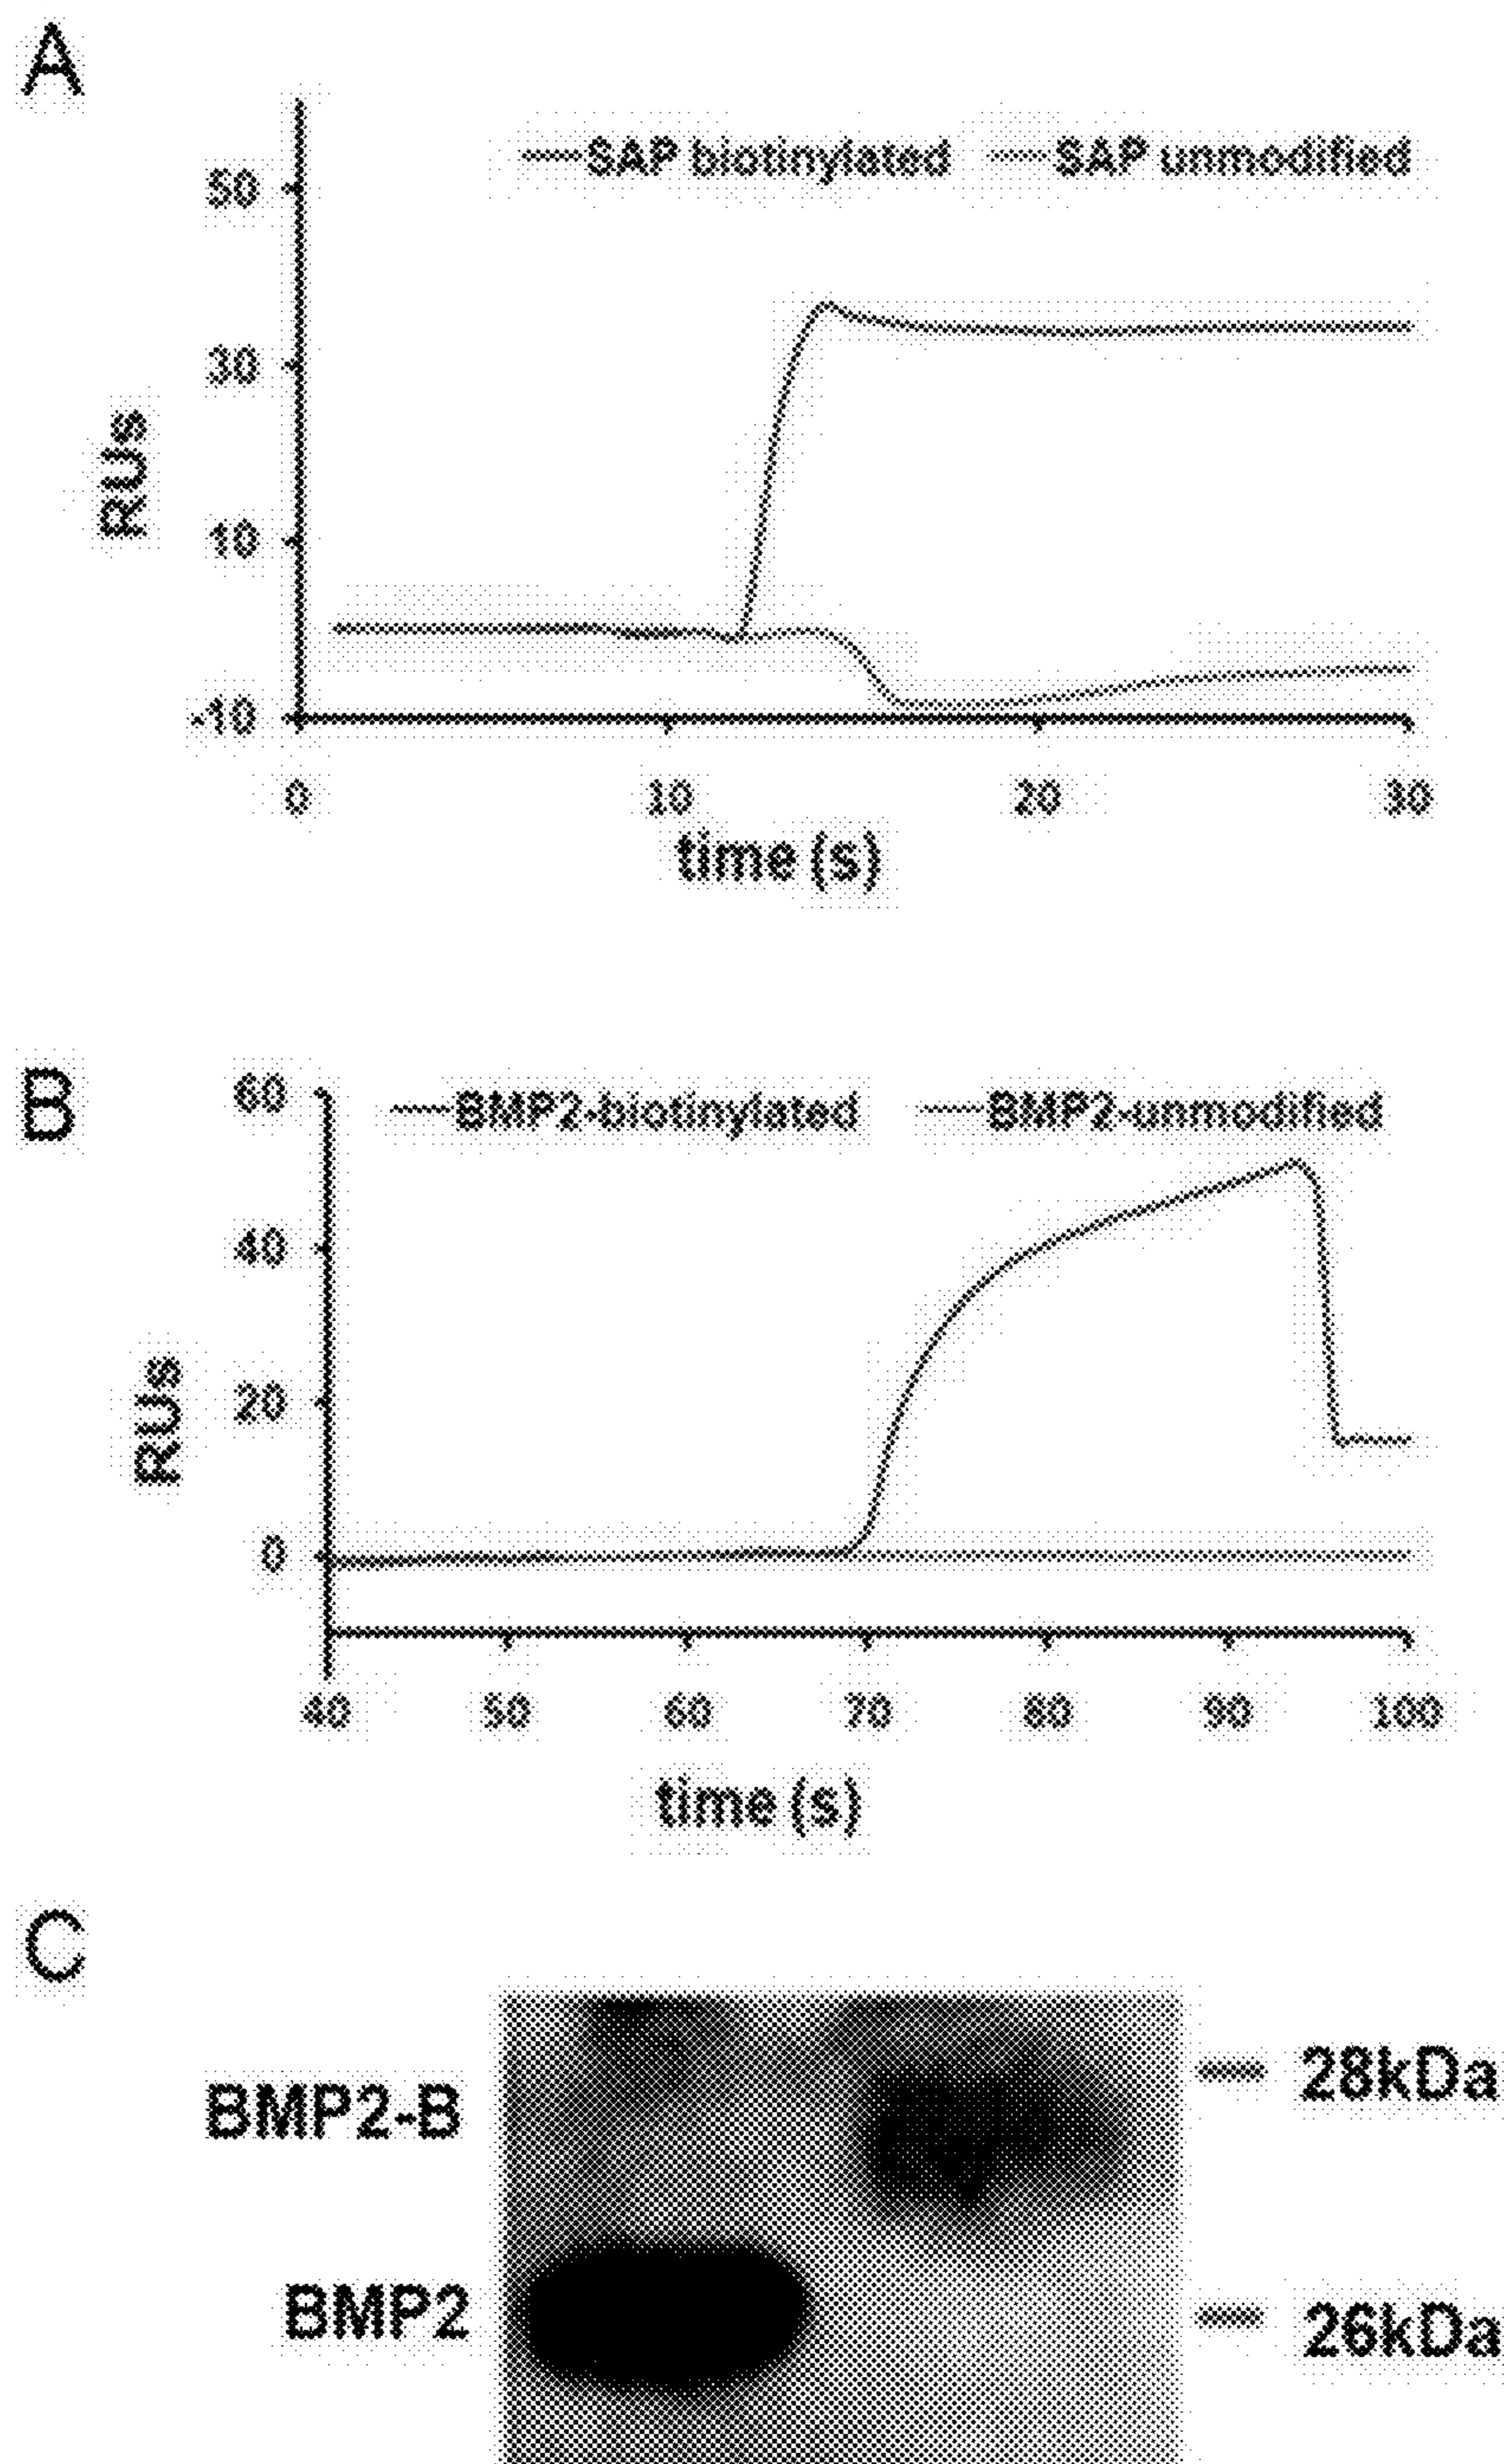 A
SAP biotinylated SAP unmodified
50
30
10
-10
RUs
0 10 20 30
time (s)
B
BMP2-biotinylated BMP2-unmodified
60
40
20
0
RUs
40 50 60 70 80 90 100
time (s)
C
BMP2-B
28kDa
BMP2
26kDa